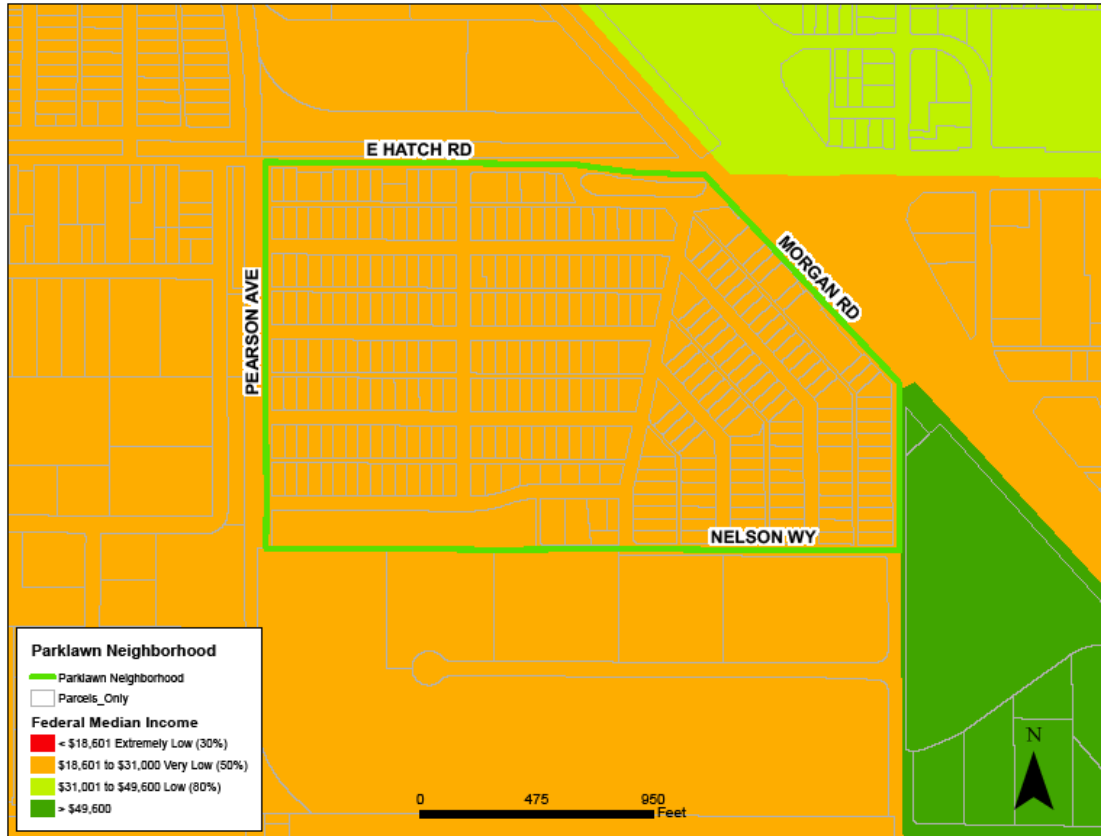 E HATCH RD
MORGAN RD
PEARSON AVE
NELSON WY
Parklawn Neighborhood
Parklawn Neighborhood
Parcels_Only
Federal Median Income
< $18,601 Extremely Low (30%)
$18,601 to $31,000 Very Low (50%)
$31,001 to $49,600 Low (80%)
> $49,600
0 475 950
Feet
N